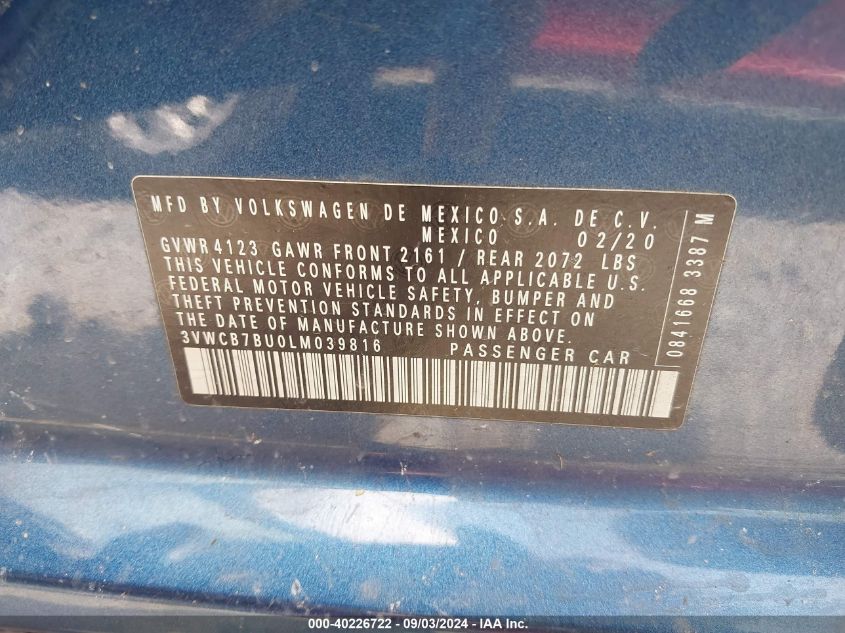 MFD BY VOLKSWAGEN DE MEXICO S.A. DE C.V.
MEXICO 02/20
GVWR 4123 GAWR FRONT 2161 / REAR 2072 LBS
THIS VEHICLE CONFORMS TO ALL APPLICABLE U.S.
FEDERAL MOTOR VEHICLE SAFETY, BUMPER AND
THEFT PREVENTION STANDARDS IN EFFECT ON
THE DATE OF MANUFACTURE SHOWN ABOVE.
3VWCB7BU0LM039816 PASSENGER CAR
0841668 3387 M
000-40226722 - 09/03/2024 - IAA Inc.